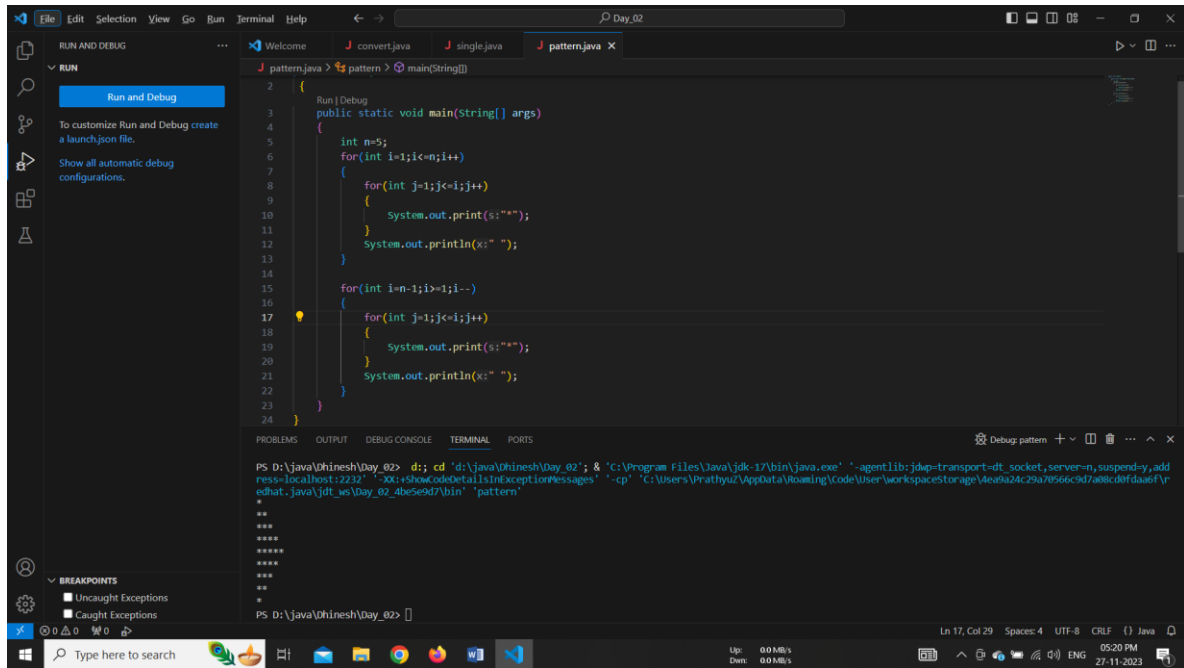 File Edit Selection View Go Run Terminal Help
Day_02
RUN AND DEBUG
RUN
Run and Debug
To customize Run and Debug create
a launch.json file.
Show all automatic debug
configurations.
Welcome
J convert.java
J single.java
J pattern.java
J pattern.java > pattern > main(String[])
2 {
Run | Debug
3 public static void main(String[] args)
4 {
5 int n=5;
6 for(int i=1;i<=n;i++)
7 {
8 for(int j=1;j<=i;j++)
9 {
10 System.out.print(s:"*");
11 }
12 System.out.println(x:" ");
13 }
14
15 for(int i=n-1;i>=1;i--)
16 {
17 for(int j=1;j<=i;j++)
18 {
19 System.out.print(s:"*");
20 }
21 System.out.println(x:" ");
22 }
23 }
24 }
PROBLEMS OUTPUT DEBUG CONSOLE TERMINAL PORTS
Debug: pattern
PS D:\java\Dhinesh\Day_02> d:; cd 'd:\java\Dhinesh\Day_02'; & 'C:\Program Files\Java\jdk-17\bin\java.exe' '-agentlib:jdwp=transport=dt_socket,server=n,suspend=y,add
ress=localhost:2232' '-XX:+ShowCodeDetailsInExceptionMessages' '-cp' 'C:\Users\PrathyuZ\AppData\Roaming\Code\User\workspaceStorage\4ea9a24c29a70566c9d7a08cd0fdaa6f\r
edhat.java\jdt_ws\Day_02_4be5e9d7\bin' 'pattern'
*
**
***
****
*****
****
***
**
*
PS D:\java\Dhinesh\Day_02>
BREAKPOINTS
Uncaught Exceptions
Caught Exceptions
0 0 0
Ln 17, Col 29 Spaces: 4 UTF-8 CRLF {} Java
Type here to search
Up: 0.0 MB/s
Dwn: 0.0 MB/s
ENG
05:20 PM
27-11-2023